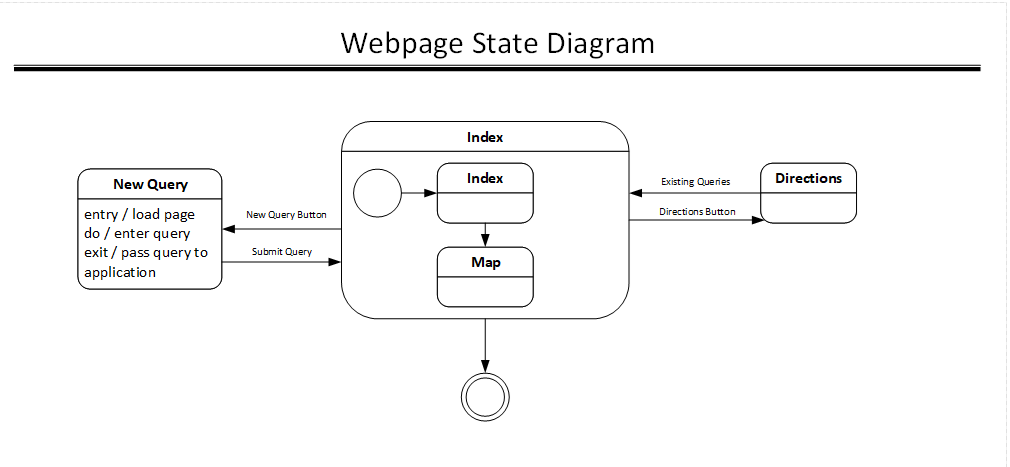 Webpage State Diagram
Index
New Query
entry / load page
do / enter query
exit / pass query to
application
New Query Button
Submit Query
Index
Map
Existing Queries
Directions Button
Directions